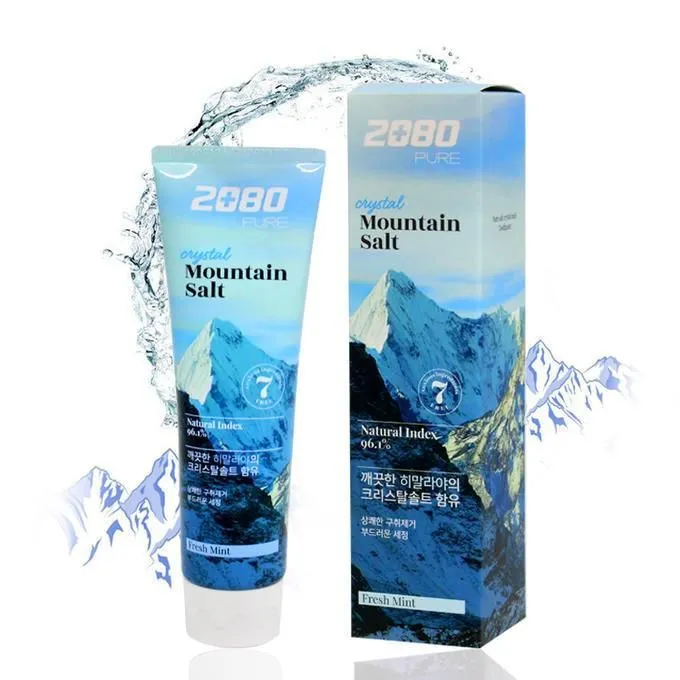 2080
PURE
crystal
Mountain
Salt
7
FREE
Natural Index
96.1%
깨끗한 히말라야의
크리스탈솔트 함유
상쾌한 구취제거
부드러운 세정
Fresh Mint
2080
PURE
crystal
Mountain
Salt
7
FREE
Natural Index
96.1%
깨끗한 히말라야의
크리스탈솔트 함유
상쾌한 구취제거
부드러운 세정
Fresh Mint